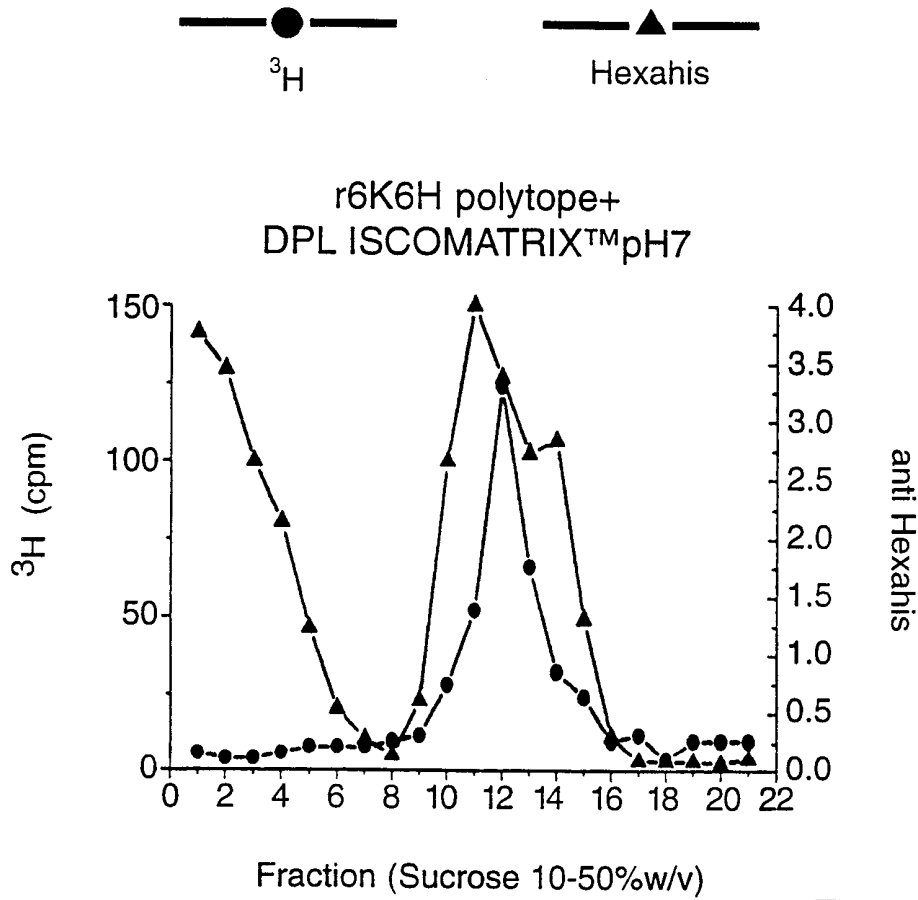 ³H
Hexahis
r6K6H polytope+
DPL ISCOMATRIX™pH7
150
100
50
0
³H (cpm)
4.0
3.5
3.0
2.5
2.0
1.5
1.0
0.5
0.0
anti Hexahis
0 2 4 6 8 10 12 14 16 18 20 22
Fraction (Sucrose 10-50%w/v)